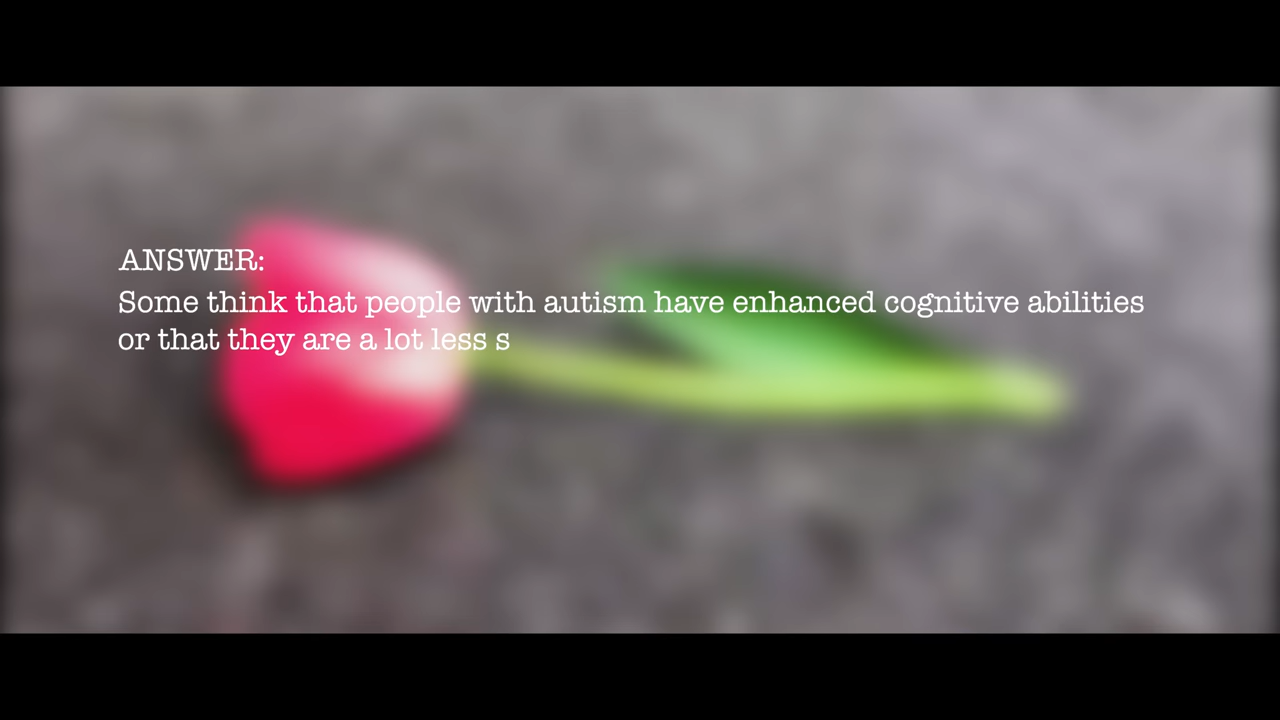 ANSWER:
Some think that people with autism have enhanced cognitive abilities
or that they are a lot less s